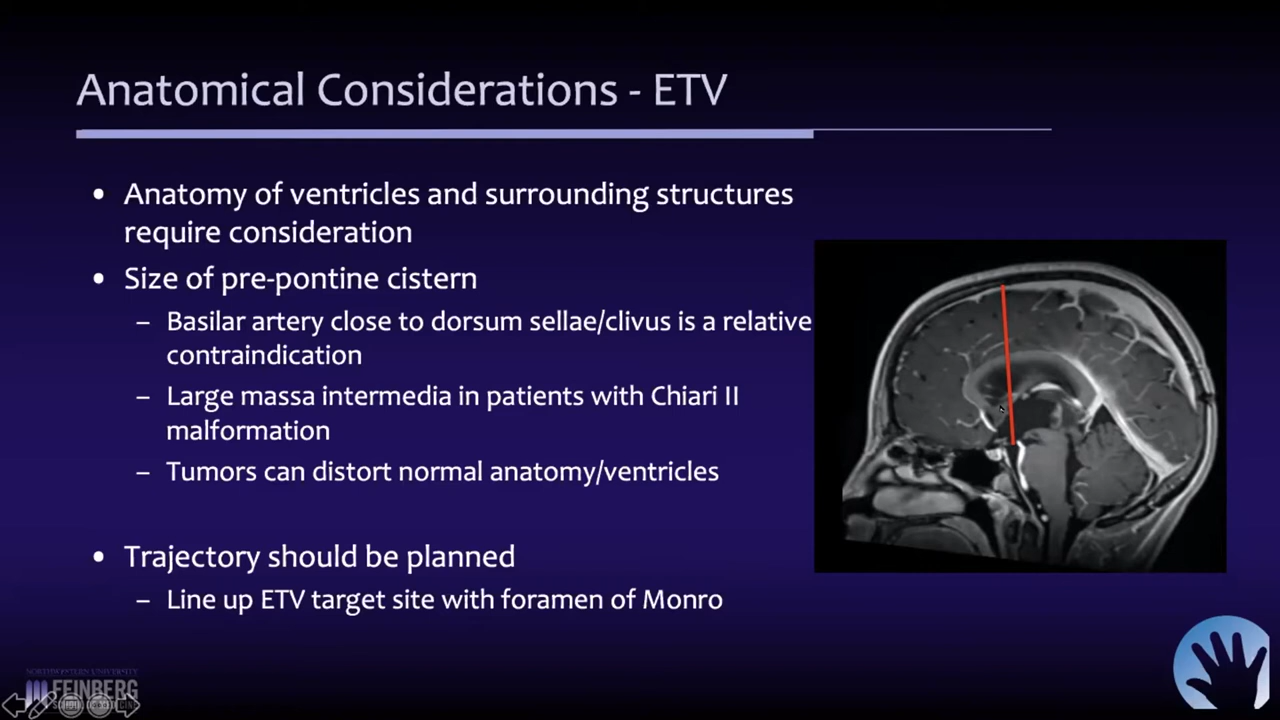 Anatomical Considerations - ETV
• Anatomy of ventricles and surrounding structures
require consideration
• Size of pre-pontine cistern
– Basilar artery close to dorsum sellae/clivus is a relative
contraindication
– Large massa intermedia in patients with Chiari II
malformation
– Tumors can distort normal anatomy/ventricles
• Trajectory should be planned
– Line up ETV target site with foramen of Monro
NORTHWESTERN UNIVERSITY
FEINBERG